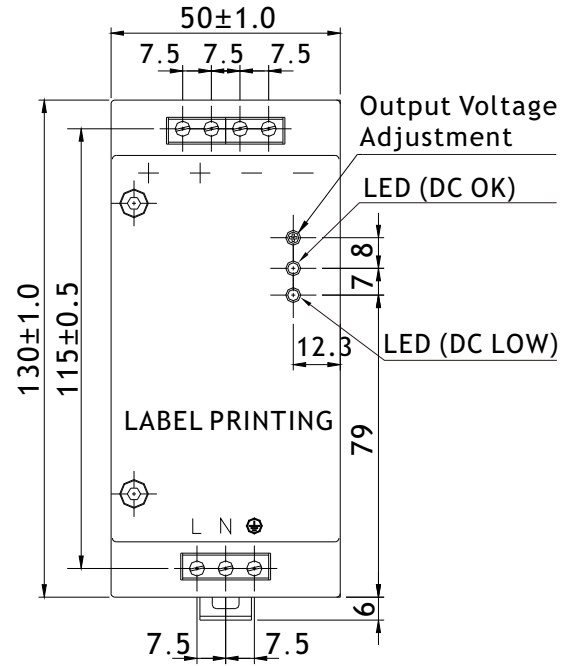 50±1.0
7.5
7.5
7.5
Output Voltage
Adjustment
+ + - -
LED (DC OK)
8
7
130±1.0
115±0.5
12.3
LED (DC LOW)
LABEL PRINTING
79
L N
6
7.5
7.5